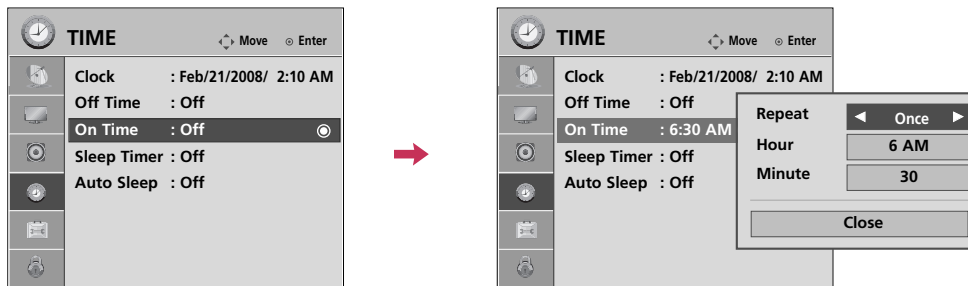 TIME Move Enter
Clock : Feb/21/2008/ 2:10 AM
Off Time : Off
On Time : Off
Sleep Timer : Off
Auto Sleep : Off
TIME Move Enter
Clock : Feb/21/2008/ 2:10 AM
Off Time : Off
On Time : 6:30 AM
Sleep Timer : Off
Auto Sleep : Off
Repeat ◄ Once ►
Hour 6 AM
Minute 30
Close